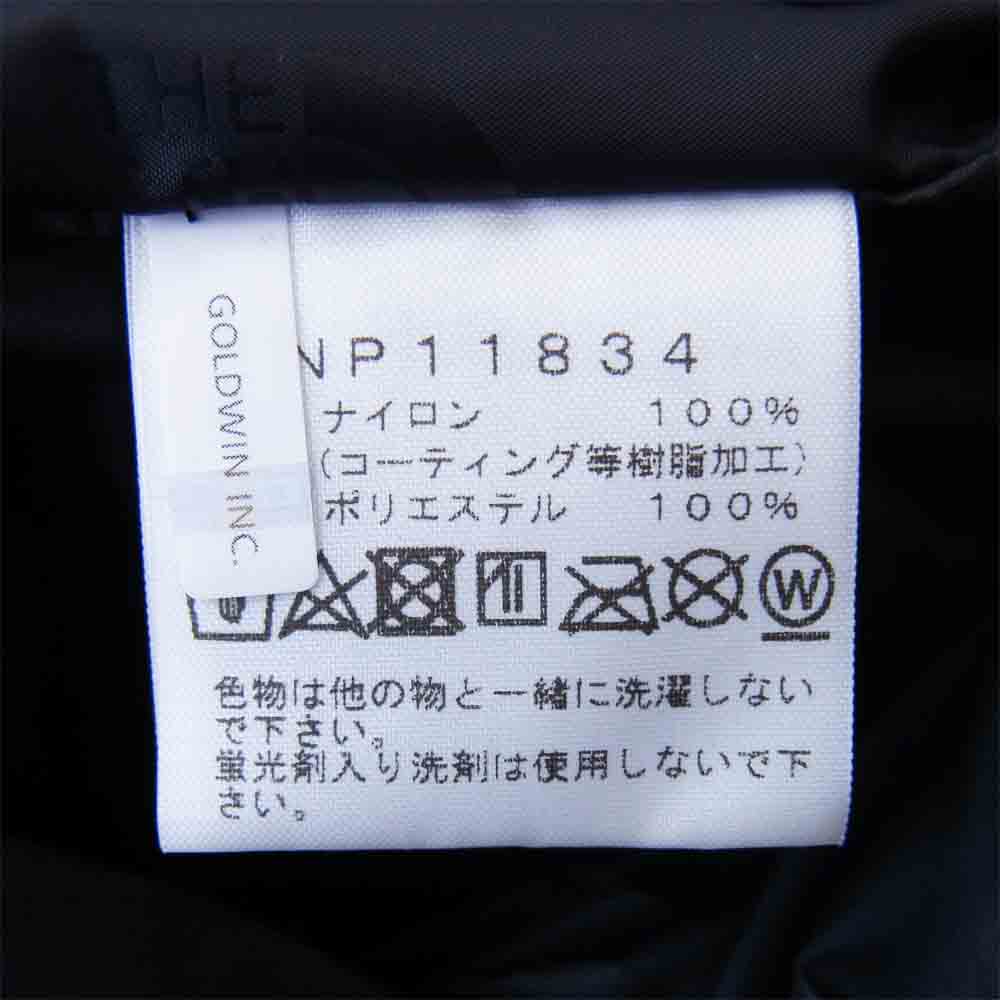 THE
GOLDWIN INC.
NP11834
ナイロン 100%
(コーティング等樹脂加工)
ポリエステル 100%
W
色物は他の物と一緒に洗濯しない
で下さい。
蛍光剤入り洗剤は使用しないで下
さい。